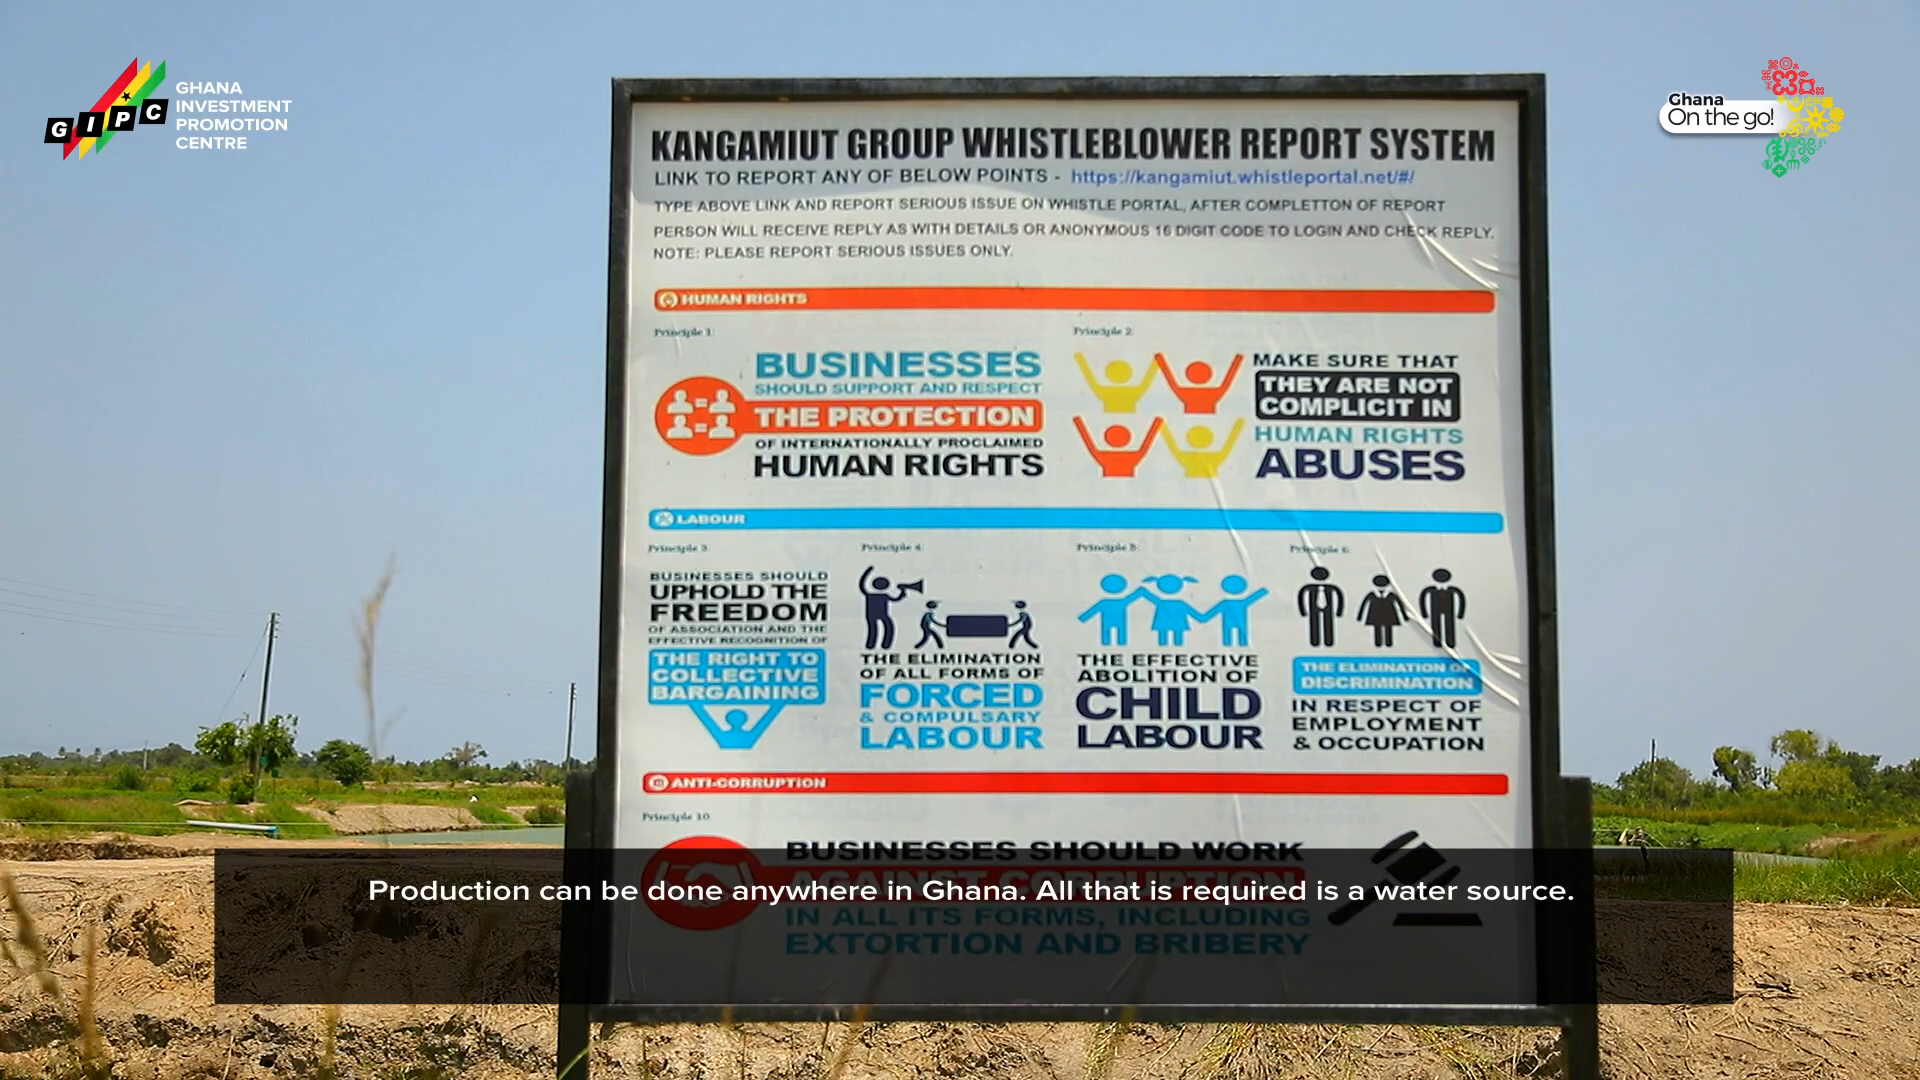 GIPC
GHANA
INVESTMENT
PROMOTION
CENTRE
Ghana
On the go!
KANGAMIUT GROUP WHISTLEBLOWER REPORT SYSTEM
LINK TO REPORT ANY OF BELOW POINTS - https://kangamiut.whistleportal.net/#/
TYPE ABOVE LINK AND REPORT SERIOUS ISSUE ON WHISTLE PORTAL, AFTER COMPLETTON OF REPORT
PERSON WILL RECEIVE REPLY AS WITH DETAILS OR ANONYMOUS 16 DIGIT CODE TO LOGIN AND CHECK REPLY.
NOTE: PLEASE REPORT SERIOUS ISSUES ONLY.
HUMAN RIGHTS
Principle 1:
BUSINESSES
SHOULD SUPPORT AND RESPECT
THE PROTECTION
OF INTERNATIONALLY PROCLAIMED
HUMAN RIGHTS
Principle 2:
MAKE SURE THAT
THEY ARE NOT
COMPLICIT IN
HUMAN RIGHTS
ABUSES
LABOUR
Principle 3:
BUSINESSES SHOULD
UPHOLD THE
FREEDOM
OF ASSOCIATION AND THE
EFFECTIVE RECOGNITION OF
THE RIGHT TO
COLLECTIVE
BARGAINING
Principle 4:
THE ELIMINATION
OF ALL FORMS OF
FORCED
& COMPULSARY
LABOUR
Principle 5:
THE EFFECTIVE
ABOLITION OF
CHILD
LABOUR
Principle 6:
THE ELIMINATION OF
DISCRIMINATION
IN RESPECT OF
EMPLOYMENT
& OCCUPATION
ANTI-CORRUPTION
Principle 10:
BUSINESSES SHOULD WORK
AGAINST CORRUPTION
IN ALL ITS FORMS, INCLUDING
EXTORTION AND BRIBERY
Production can be done anywhere in Ghana. All that is required is a water source.